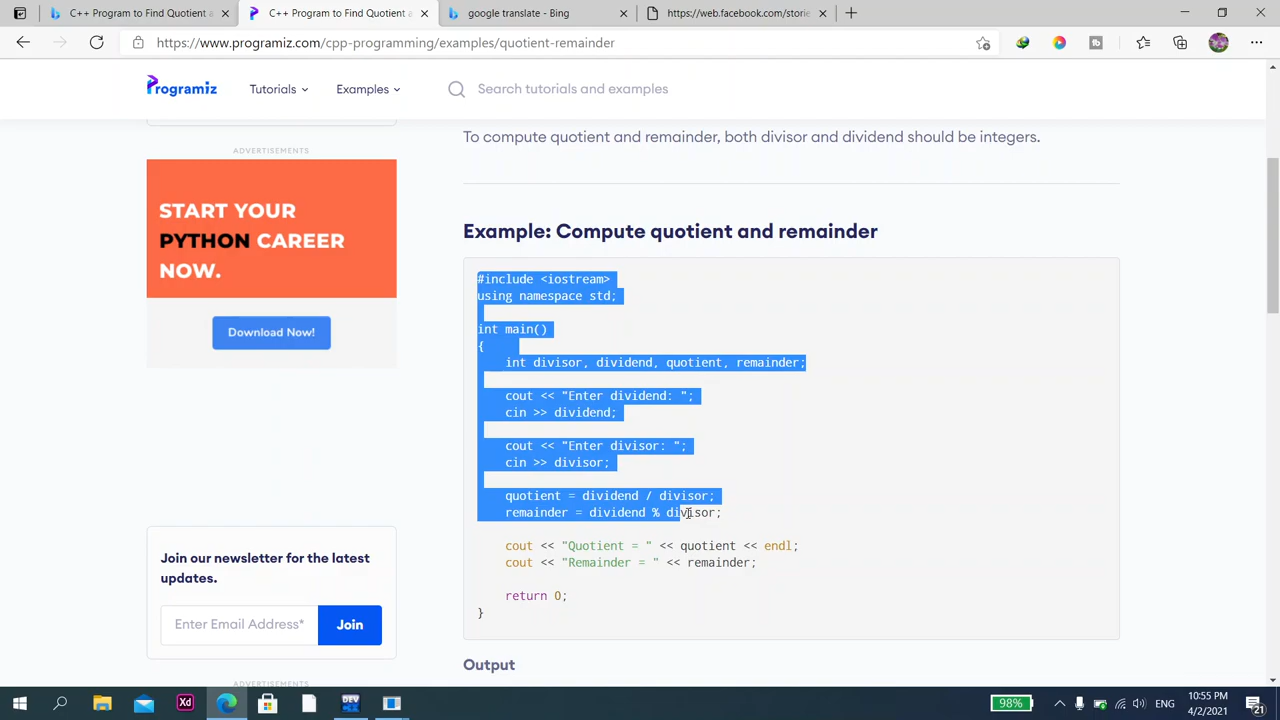 C++ Program to Find Quotient a
C++ Program to Find Quotient a
google translate - Bing
https://web.facebook.com/storie
https://www.programiz.com/cpp-programming/examples/quotient-remainder
Programiz
Tutorials
Examples
Search tutorials and examples
To compute quotient and remainder, both divisor and dividend should be integers.
ADVERTISEMENTS
START YOUR
PYTHON CAREER
NOW.
Download Now!
Example: Compute quotient and remainder
#include <iostream>
using namespace std;
int main()
{
int divisor, dividend, quotient, remainder;
cout << "Enter dividend: ";
cin >> dividend;
cout << "Enter divisor: ";
cin >> divisor;
quotient = dividend / divisor;
remainder = dividend % divisor;
cout << "Quotient = " << quotient << endl;
cout << "Remainder = " << remainder;
return 0;
}
Join our newsletter for the latest
updates.
Enter Email Address*
Join
Output
ADVERTISEMENTS
Xd
DEV
98%
ENG
10:55 PM
4/2/2021
21